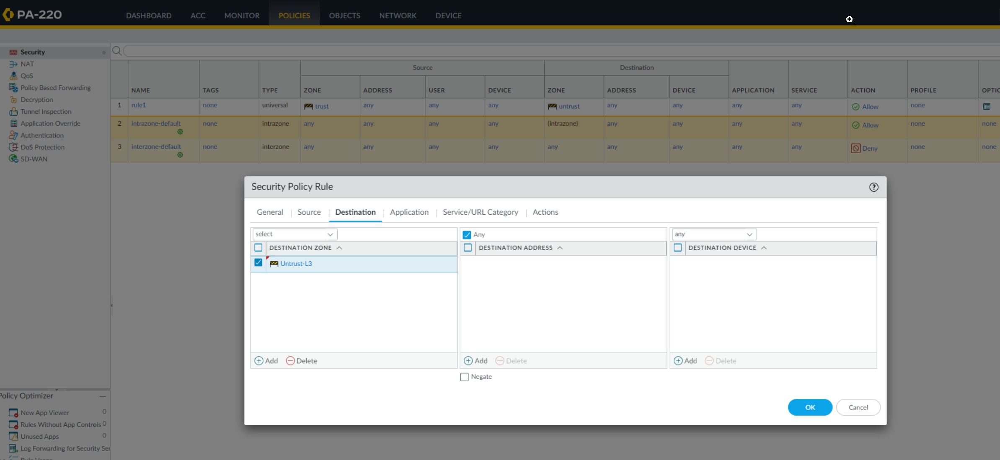 PA-220
DASHBOARD ACC MONITOR POLICIES OBJECTS NETWORK DEVICE
Security
NAT
QoS
Policy Based Forwarding
Decryption
Tunnel Inspection
Application Override
Authentication
DoS Protection
SD-WAN
Source Destination
NAME TAGS TYPE ZONE ADDRESS USER DEVICE ZONE ADDRESS DEVICE APPLICATION SERVICE ACTION PROFILE OPTIO
1 rule1 none universal trust any any any untrust any any any any Allow none
2 intrazone-default none intrazone any any any any (intrazone) any any any any Allow none none
3 interzone-default none interzone any any any any any any any any any Deny none none
Security Policy Rule ?
General Source Destination Application Service/URL Category Actions
select Any any
DESTINATION ZONE DESTINATION ADDRESS DESTINATION DEVICE
Untrust-L3
Add Delete Add Delete Add Delete
Negate
OK Cancel
Policy Optimizer
New App Viewer 0
Rules Without App Controls 0
Unused Apps 0
Log Forwarding for Security Ser
Rule Usage